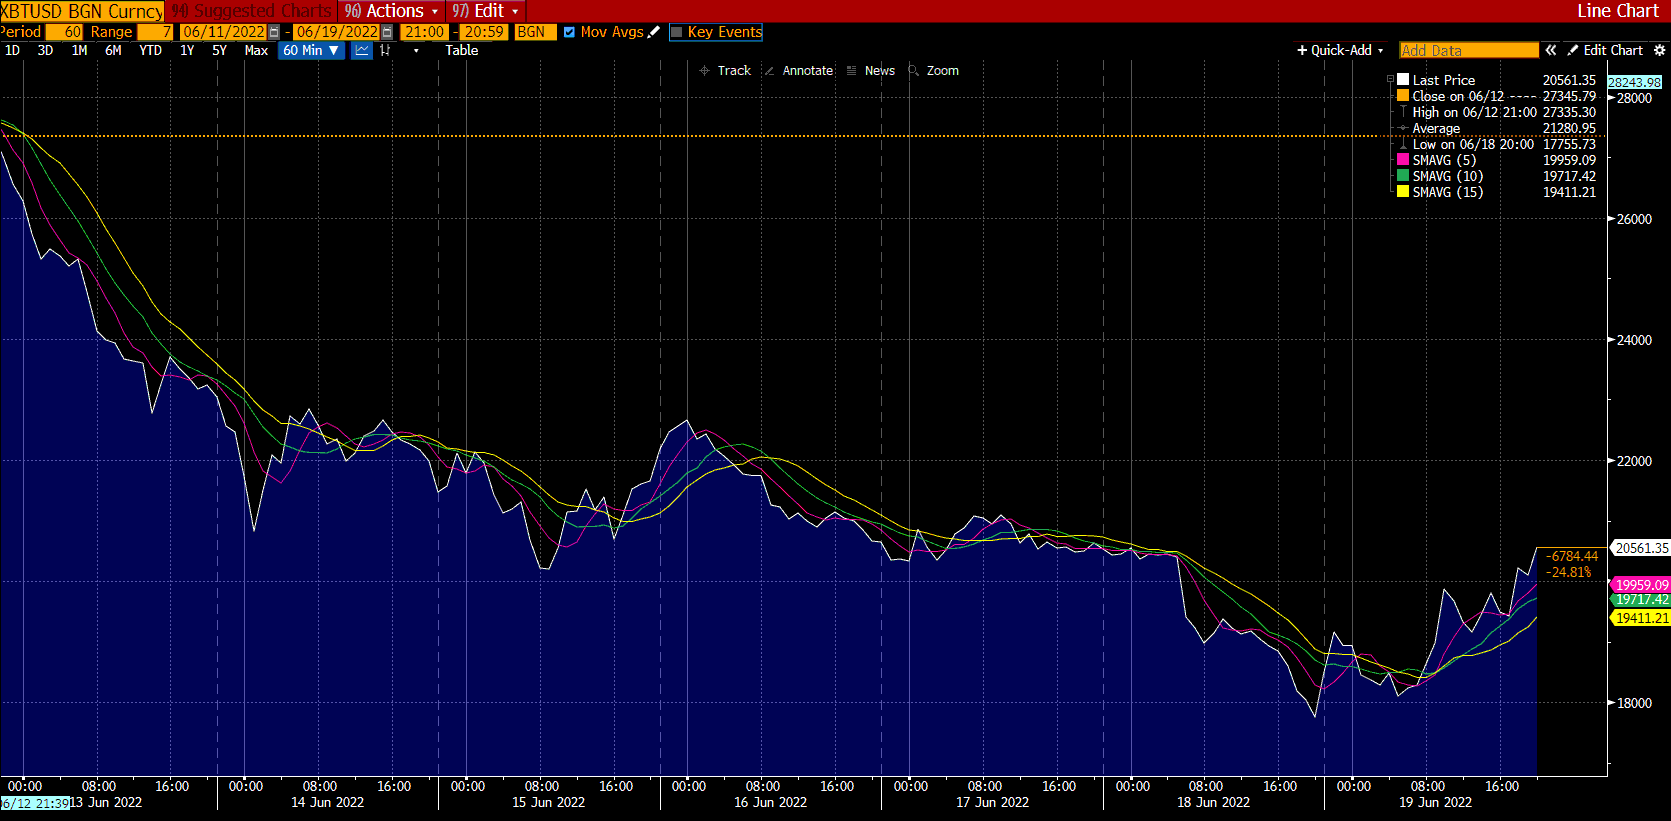 XBTUSD BGN Curncy 94) Suggested Charts 96) Actions 97) Edit Line Chart
Period 60 Range 7 06/11/2022 - 06/19/2022 21:00 - 20:59 BGN Mov Avgs Key Events
1D 3D 1M 6M YTD 1Y 5Y Max 60 Min ▼ Table + Quick-Add Add Data « Edit Chart
Track Annotate News Zoom
Last Price 20561.35
Close on 06/12 ---- 27345.79
High on 06/12 21:00 27335.30
Average 21280.95
Low on 06/18 20:00 17755.73
SMAVG (5) 19959.09
SMAVG (10) 19717.42
SMAVG (15) 19411.21
28243.98
28000
26000
24000
22000
20561.35
-6784.44
-24.81%
19959.09
19717.42
19411.21
18000
00:00 08:00 16:00 00:00 08:00 16:00 00:00 08:00 16:00 00:00 08:00 16:00 00:00 08:00 16:00 00:00 08:00 16:00 00:00 08:00 16:00
06/12 21:39 13 Jun 2022 14 Jun 2022 15 Jun 2022 16 Jun 2022 17 Jun 2022 18 Jun 2022 19 Jun 2022